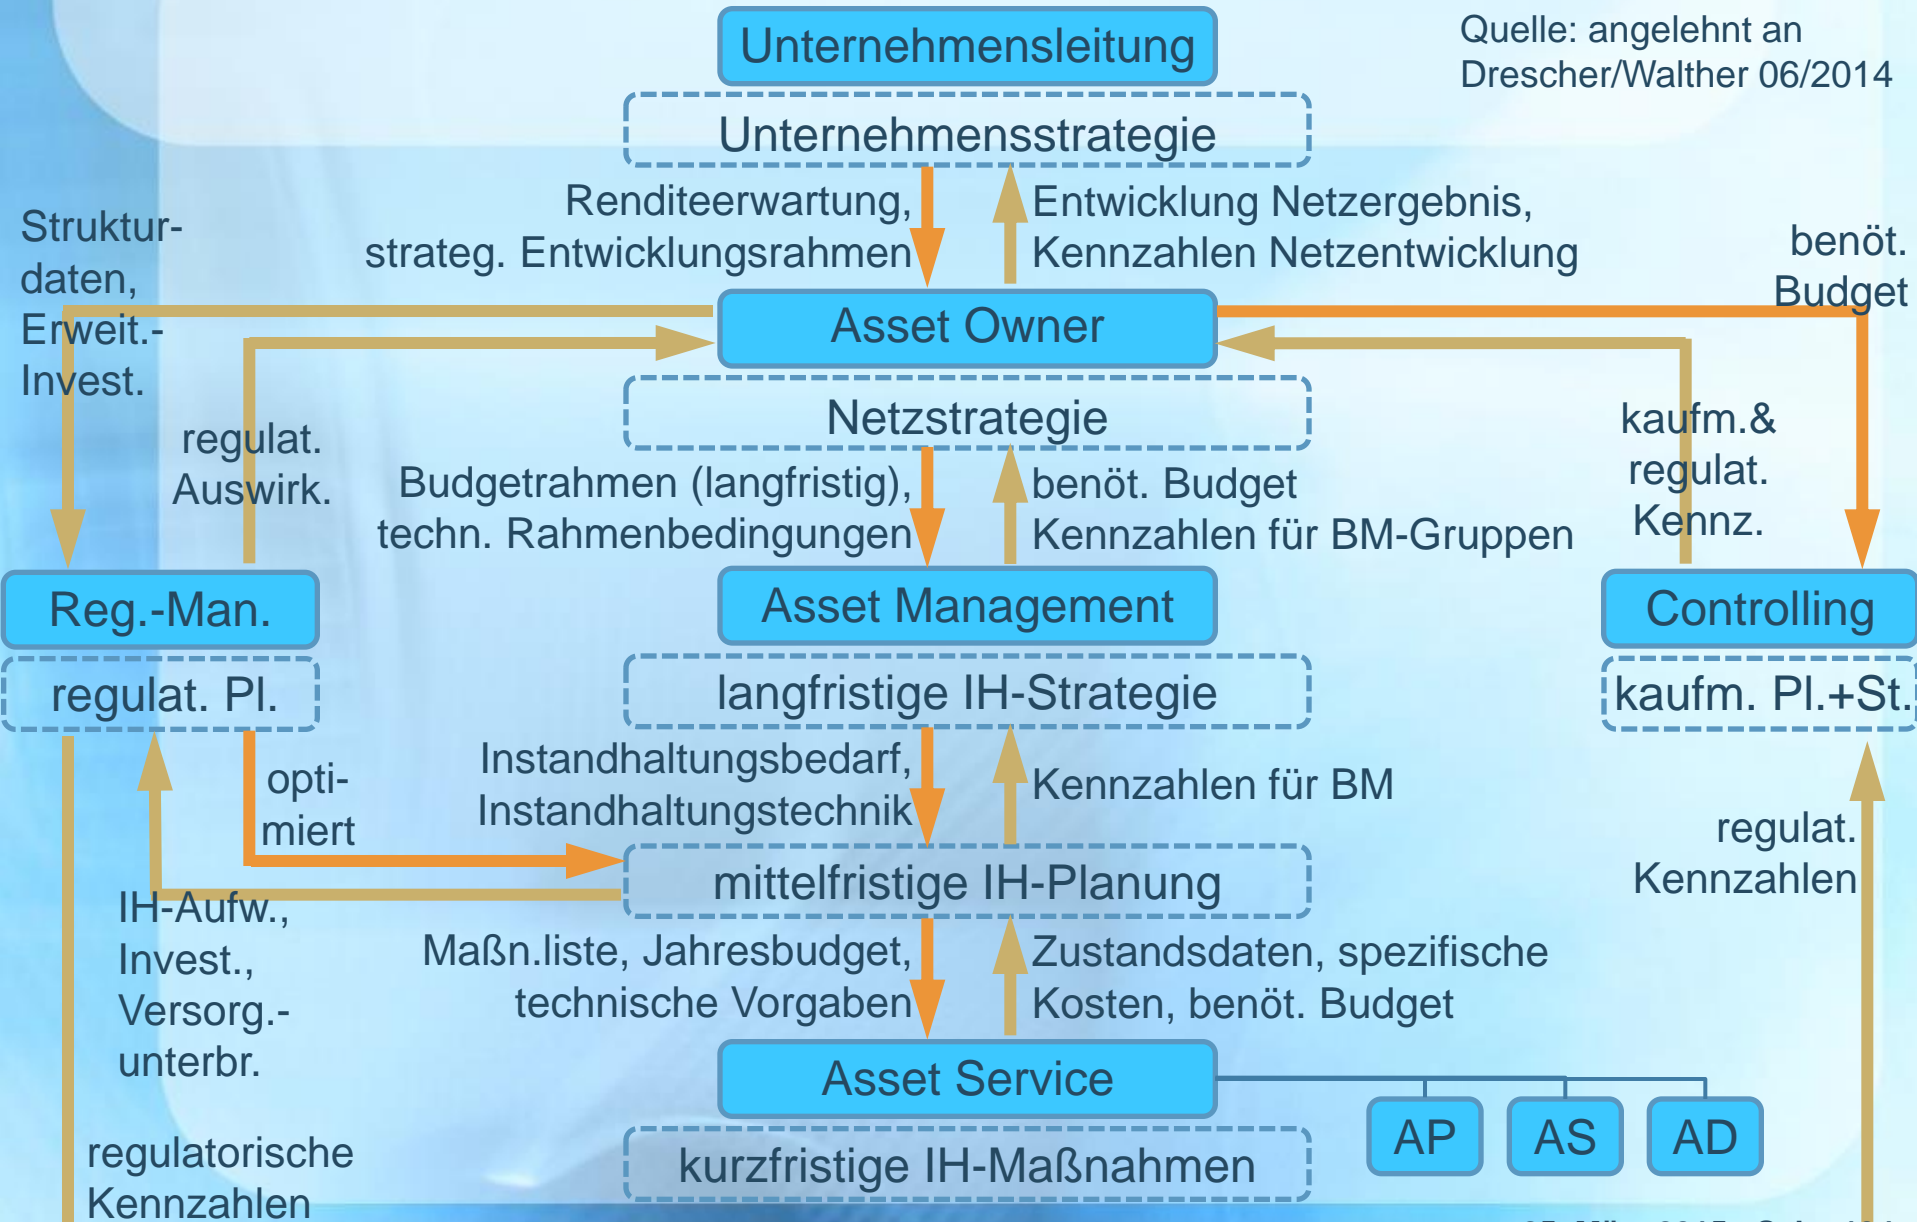 Unternehmensleitung
Quelle: angelehnt an
Drescher/Walther 06/2014
Unternehmensstrategie
Renditeerwartung,
strateg. Entwicklungsrahmen
Entwicklung Netzergebnis,
Kennzahlen Netzentwicklung
Struktur-
daten,
Erweit.-
Invest.
benöt.
Budget
Asset Owner
Netzstrategie
regulat.
Auswirk.
Budgetrahmen (langfristig),
techn. Rahmenbedingungen
benöt. Budget
Kennzahlen für BM-Gruppen
kaufm.&
regulat.
Kennz.
Reg.-Man.
Asset Management
Controlling
regulat. Pl.
langfristige IH-Strategie
kaufm. Pl.+St.
opti-
miert
Instandhaltungsbedarf,
Instandhaltungstechnik
Kennzahlen für BM
regulat.
Kennzahlen
mittelfristige IH-Planung
IH-Aufw.,
Invest.,
Versorg.-
unterbr.
Maßn.liste, Jahresbudget,
technische Vorgaben
Zustandsdaten, spezifische
Kosten, benöt. Budget
Asset Service
AP
AS
AD
kurzfristige IH-Maßnahmen
regulatorische
Kennzahlen